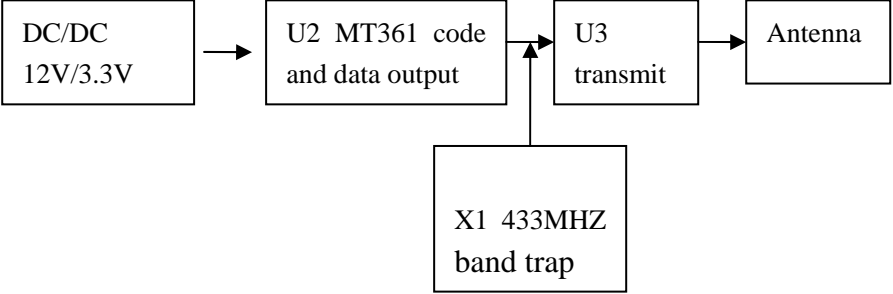 DC/DC
12V/3.3V
U2 MT361 code
and data output
U3
transmit
Antenna
X1 433MHZ
band trap